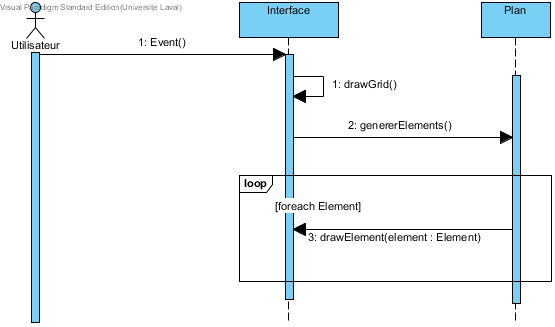 Visual Paradigm Standard Edition(Universite Laval)
Interface
Plan
Utilisateur
1: Event()
1: drawGrid()
2: genererElements()
loop
[foreach Element]
3: drawElement(element : Element)